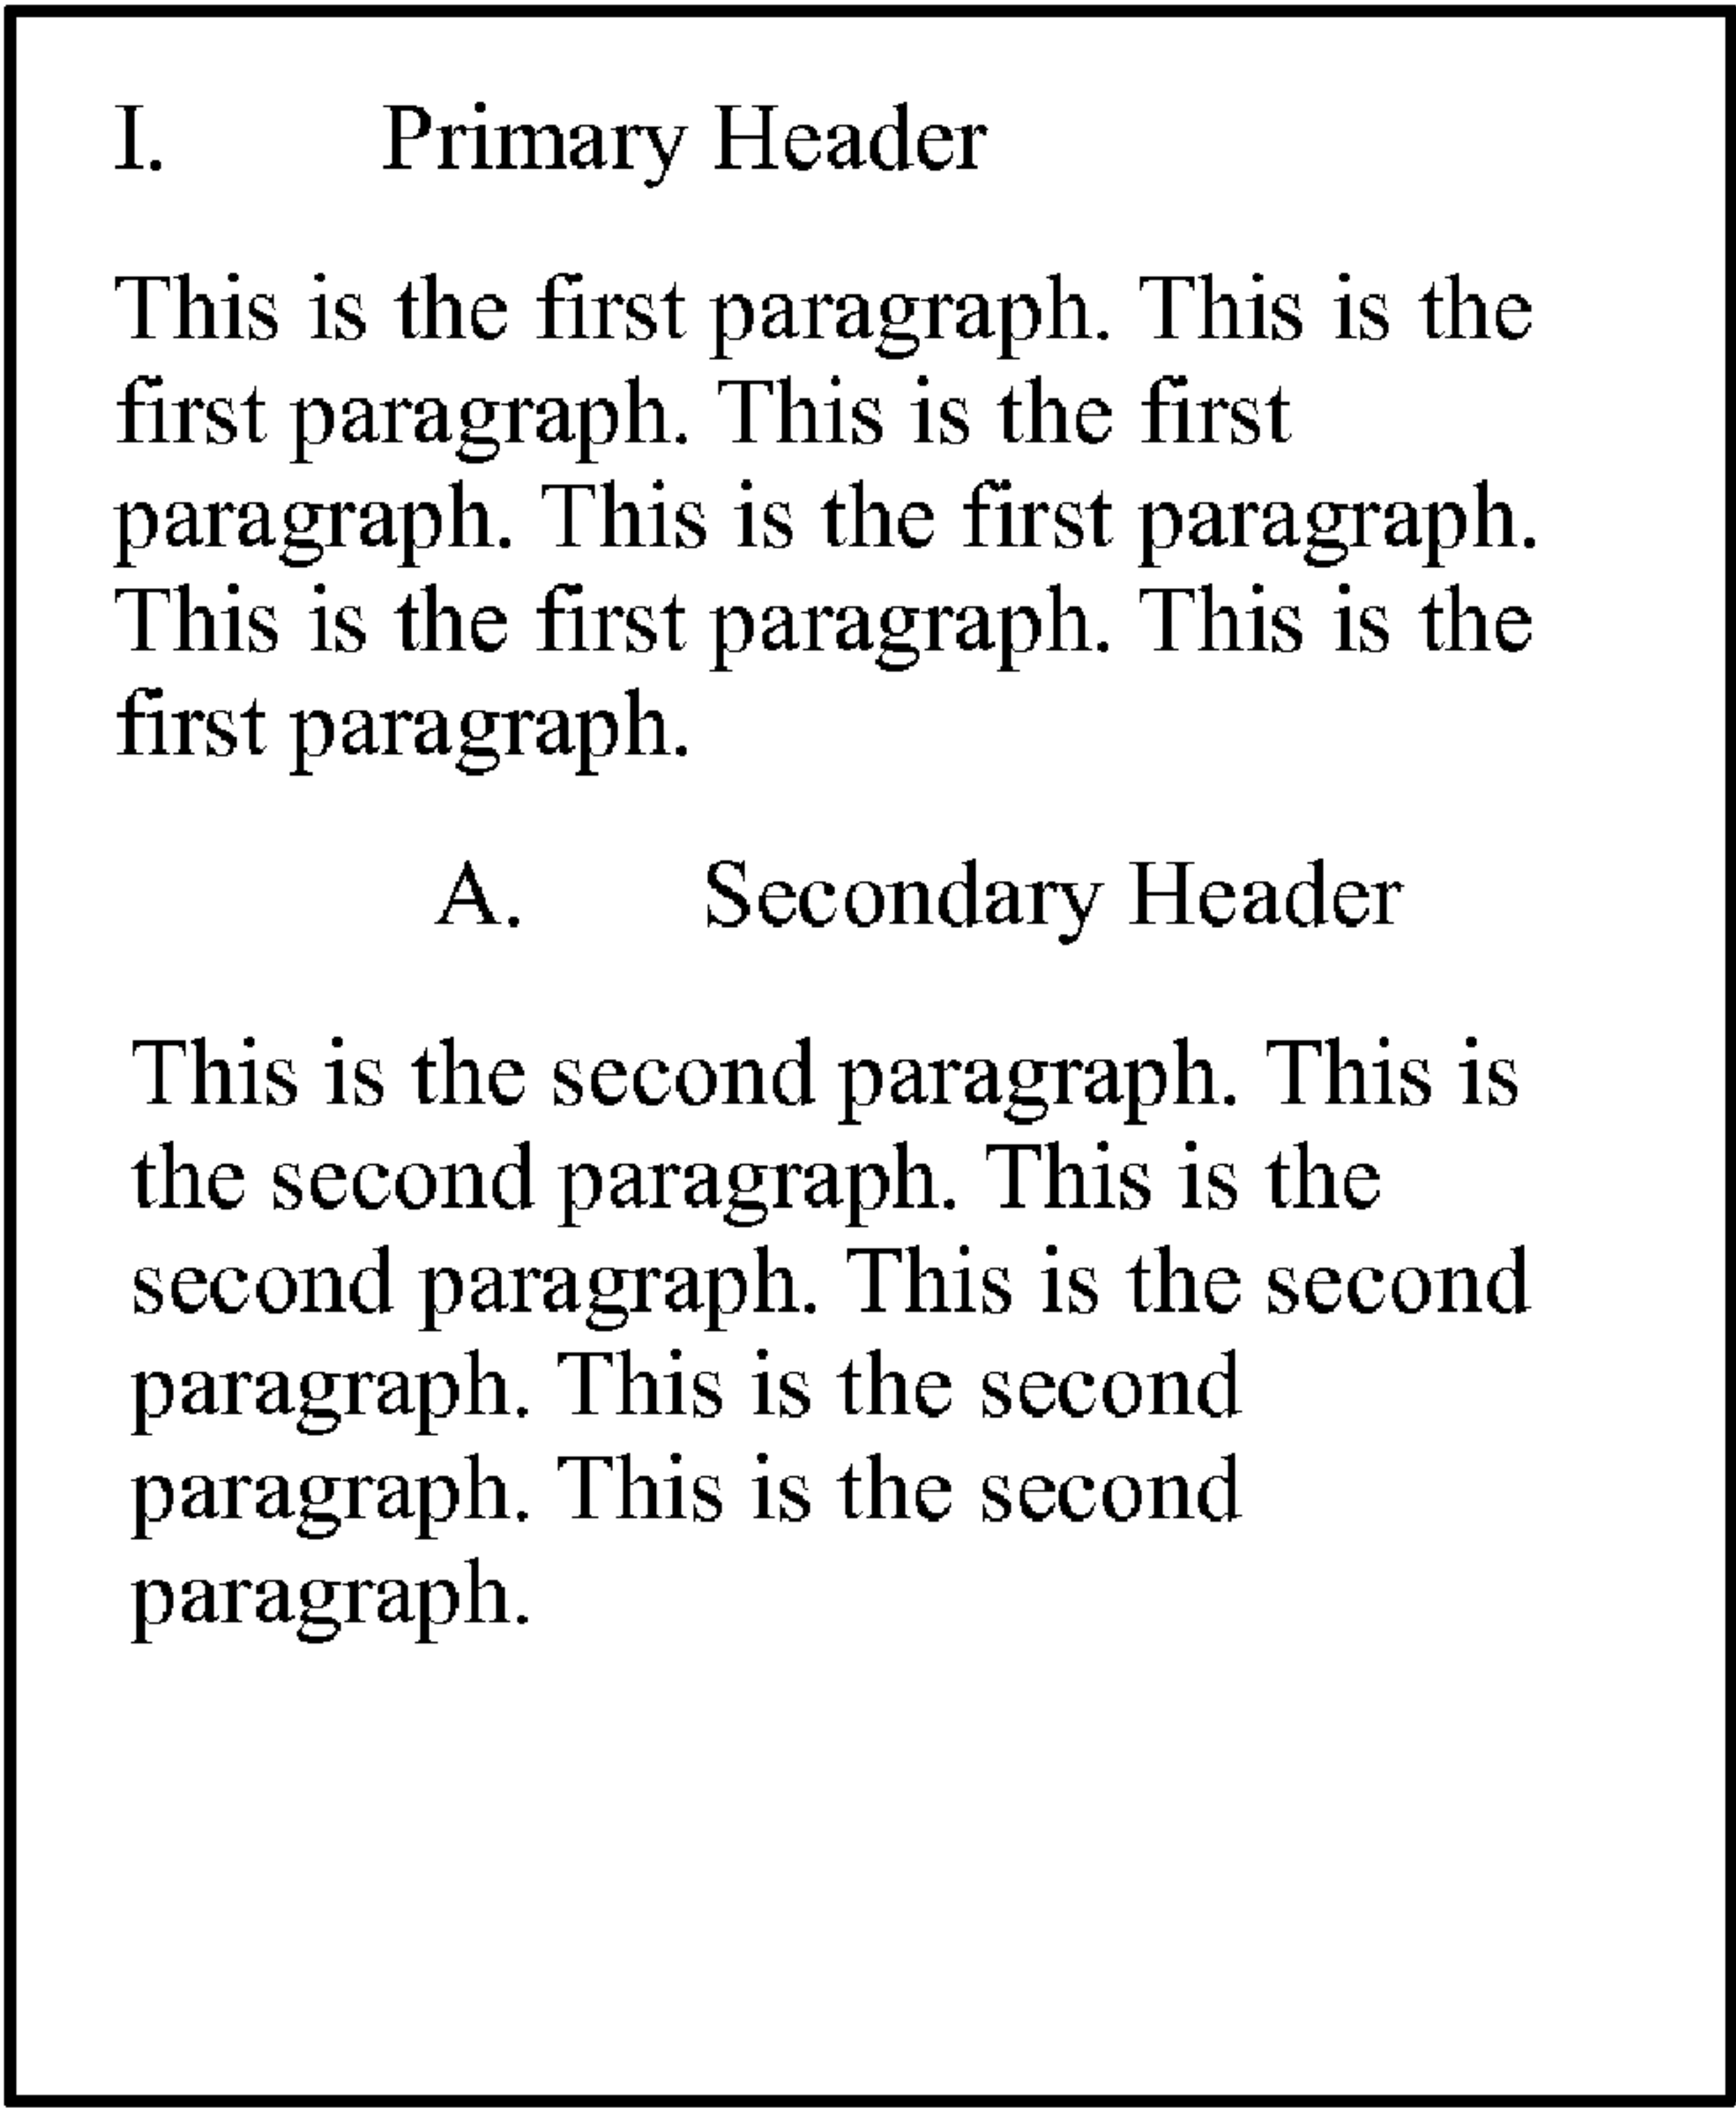 I. Primary Header
This is the first paragraph. This is the
first paragraph. This is the first
paragraph. This is the first paragraph.
This is the first paragraph. This is the
first paragraph.
A. Secondary Header
This is the second paragraph. This is
the second paragraph. This is the
second paragraph. This is the second
paragraph. This is the second
paragraph. This is the second
paragraph.